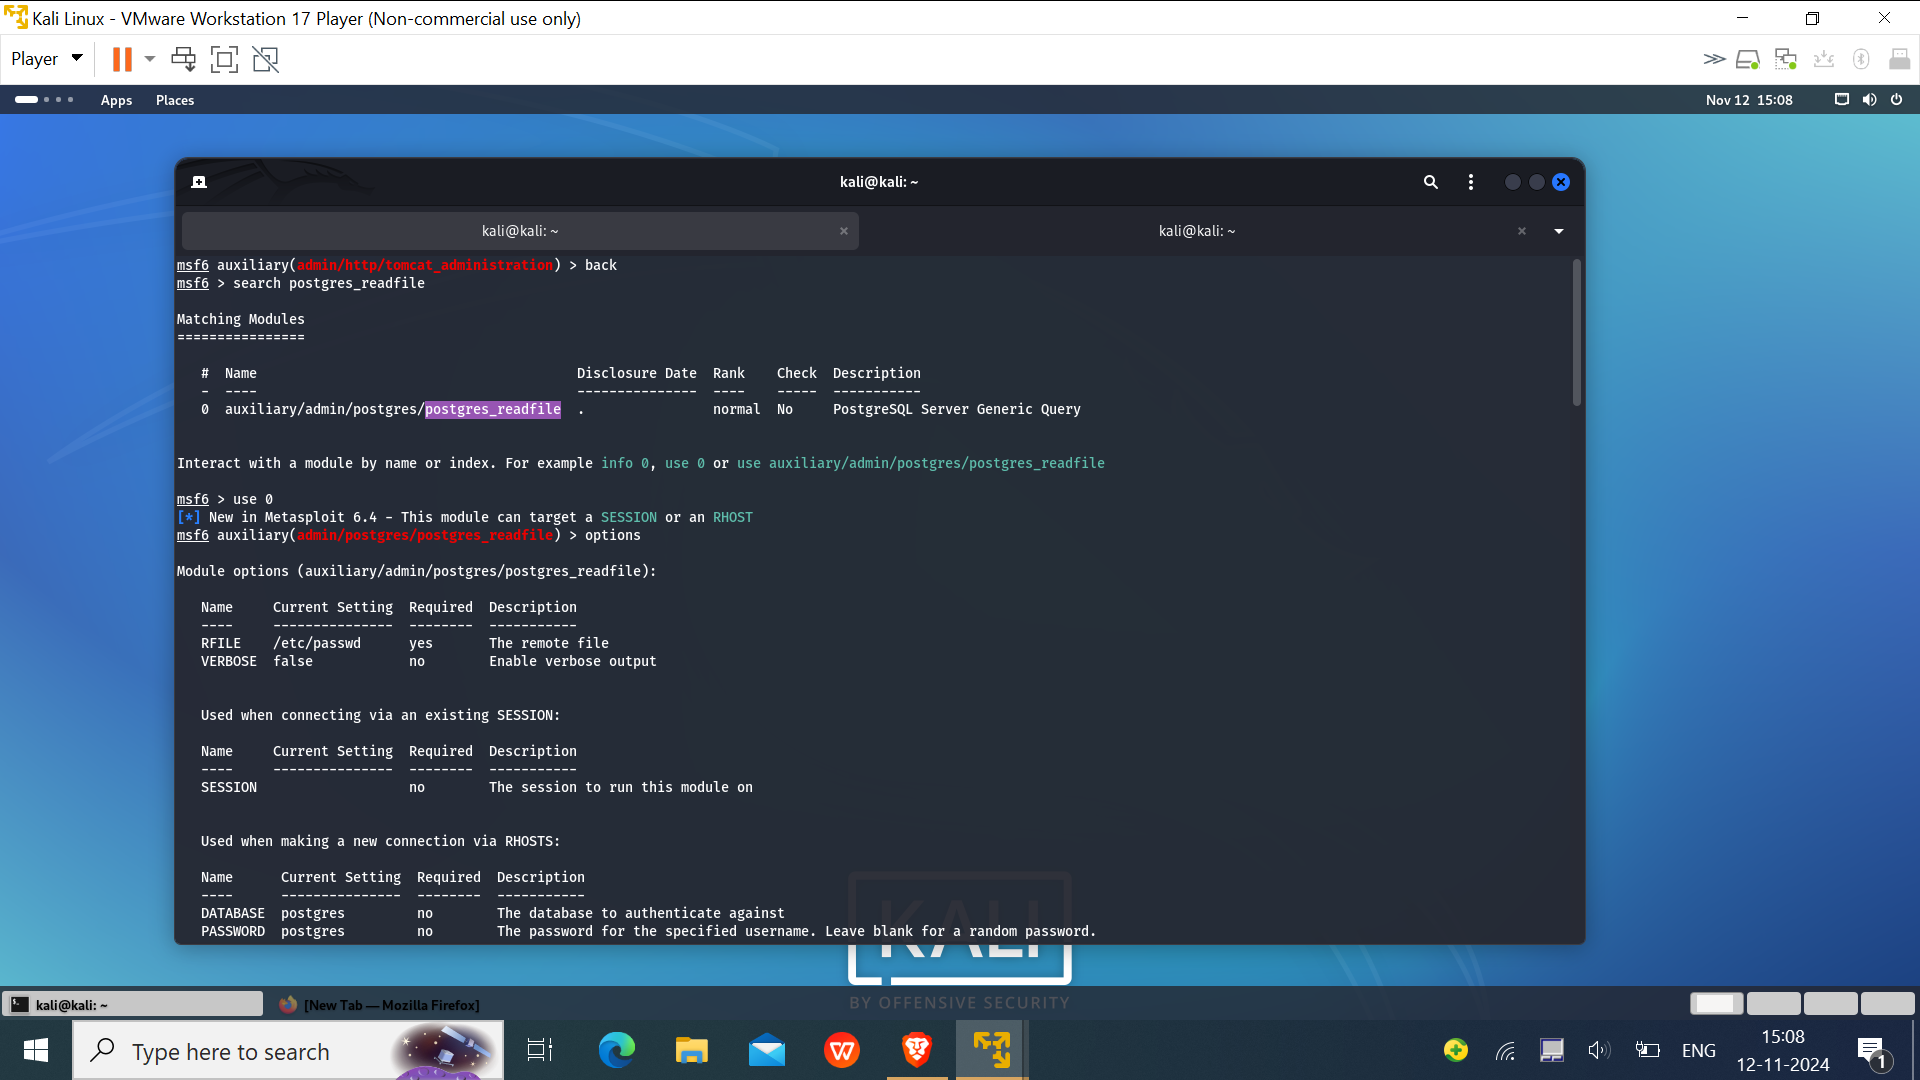 Kali Linux - VMware Workstation 17 Player (Non-commercial use only)
Player
Apps Places Nov 12 15:08
kali@kali: ~
kali@kali: ~ kali@kali: ~
msf6 auxiliary(admin/http/tomcat_administration) > back
msf6 > search postgres_readfile
Matching Modules
================
# Name Disclosure Date Rank Check Description
- ---- --------------- ---- ----- -----------
0 auxiliary/admin/postgres/postgres_readfile . normal No PostgreSQL Server Generic Query
Interact with a module by name or index. For example info 0, use 0 or use auxiliary/admin/postgres/postgres_readfile
msf6 > use 0
[*] New in Metasploit 6.4 - This module can target a SESSION or an RHOST
msf6 auxiliary(admin/postgres/postgres_readfile) > options
Module options (auxiliary/admin/postgres/postgres_readfile):
Name Current Setting Required Description
---- --------------- -------- -----------
RFILE /etc/passwd yes The remote file
VERBOSE false no Enable verbose output
Used when connecting via an existing SESSION:
Name Current Setting Required Description
---- --------------- -------- -----------
SESSION no The session to run this module on
Used when making a new connection via RHOSTS:
Name Current Setting Required Description
---- --------------- -------- -----------
DATABASE postgres no The database to authenticate against
PASSWORD postgres no The password for the specified username. Leave blank for a random password.
KALI
BY OFFENSIVE SECURITY
kali@kali: ~ [New Tab — Mozilla Firefox]
Type here to search
ENG
15:08
12-11-2024
1